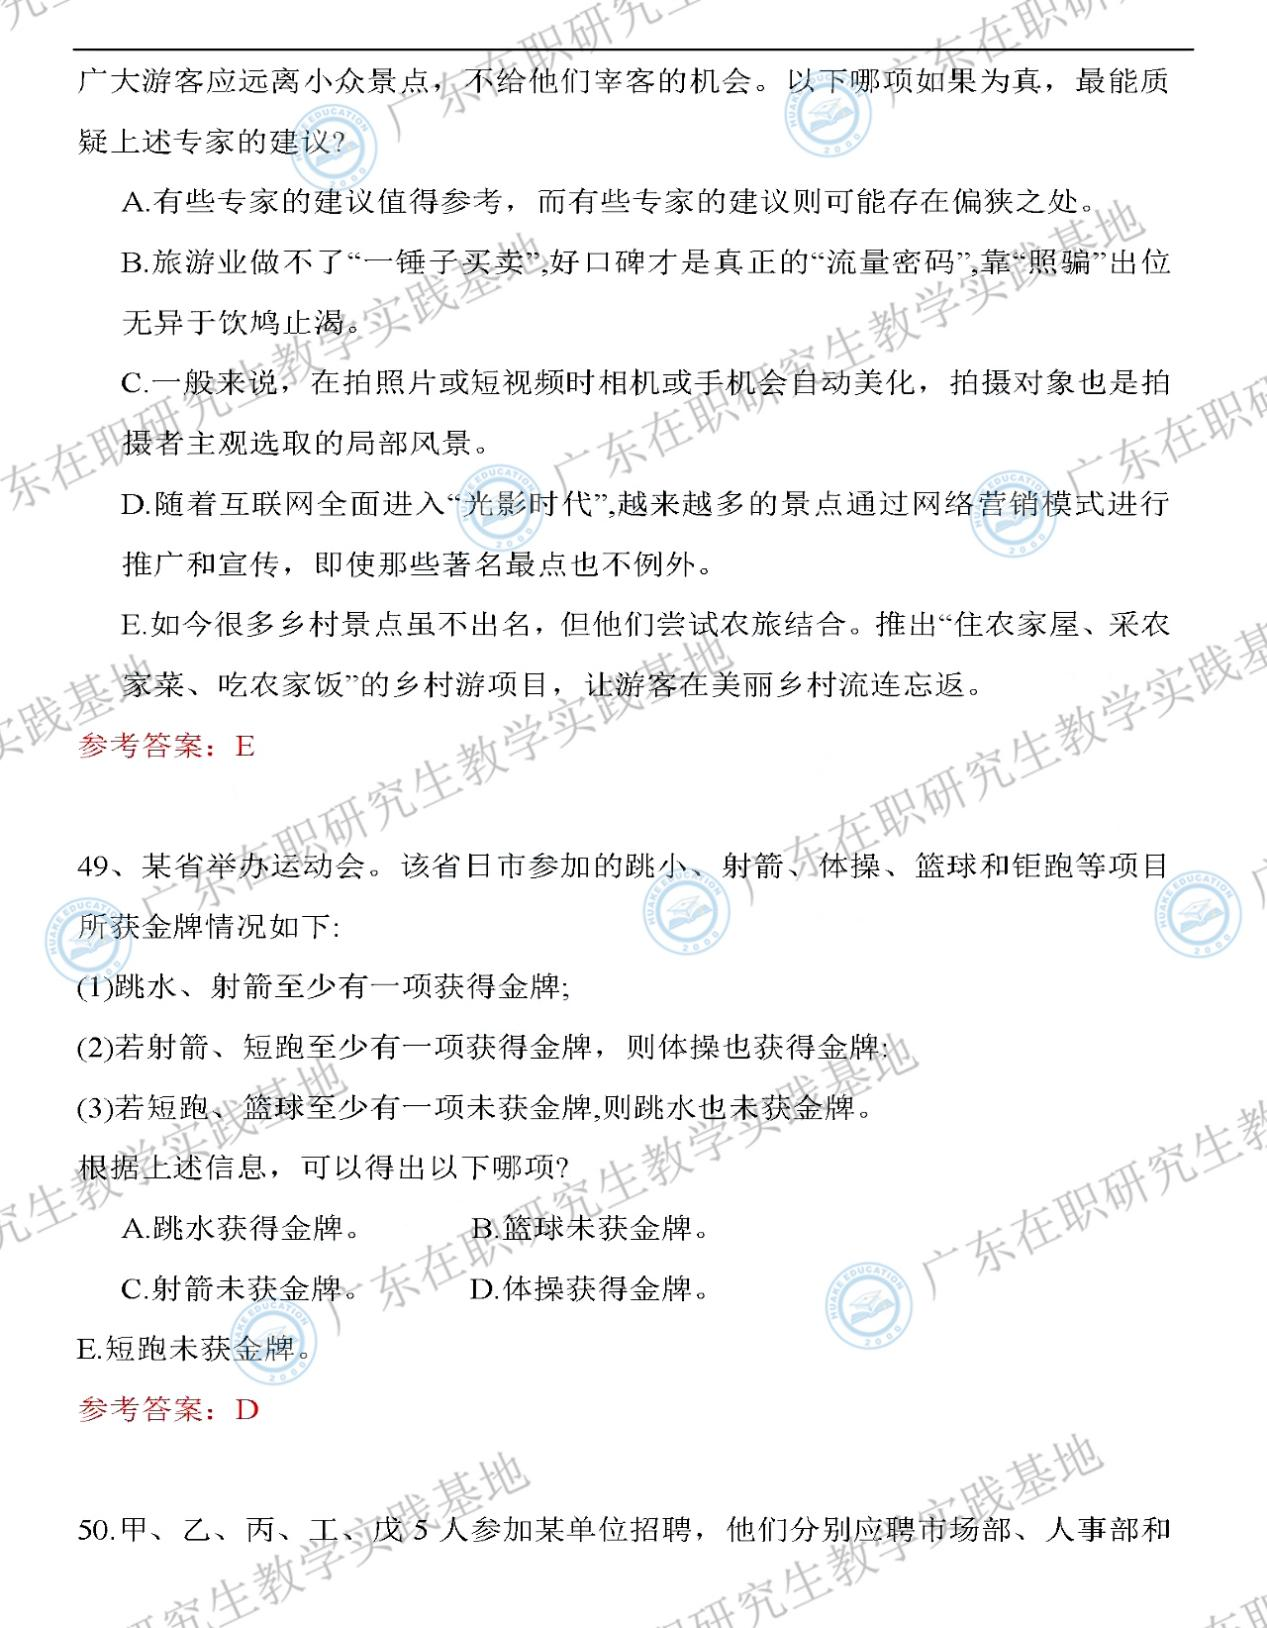 广大游客应远离小众景点，不给他们宰客的机会。以下哪项如果为真，最能质
疑上述专家的建议?
A.有些专家的建议值得参考，而有些专家的建议则可能存在偏狭之处。
B.旅游业做不了“一锤子买卖”,好口碑才是真正的“流量密码”,靠“照骗”出位
无异于饮鸩止渴。
C.一般来说，在拍照片或短视频时相机或手机会自动美化，拍摄对象也是拍
摄者主观选取的局部风景。
D.随着互联网全面进入“光影时代”,越来越多的景点通过网络营销模式进行
推广和宣传，即使那些著名最点也不例外。
E.如今很多乡村景点虽不出名，但他们尝试农旅结合。推出“住农家屋、采农
家菜、吃农家饭”的乡村游项目，让游客在美丽乡村流连忘返。
参考答案：E
49、某省举办运动会。该省日市参加的跳小、射箭、体操、篮球和钜跑等项目
所获金牌情况如下:
(1)跳水、射箭至少有一项获得金牌;
(2)若射箭、短跑至少有一项获得金牌，则体操也获得金牌;
(3)若短跑、篮球至少有一项未获金牌,则跳水也未获金牌。
根据上述信息，可以得出以下哪项?
A.跳水获得金牌。 B.篮球未获金牌。
C.射箭未获金牌。 D.体操获得金牌。
E.短跑未获金牌。
参考答案：D
50.甲、乙、丙、工、戊 5 人参加某单位招聘，他们分别应聘市场部、人事部和
广东在职研究生教学实践基地
HUAKE EDUCATION
2000